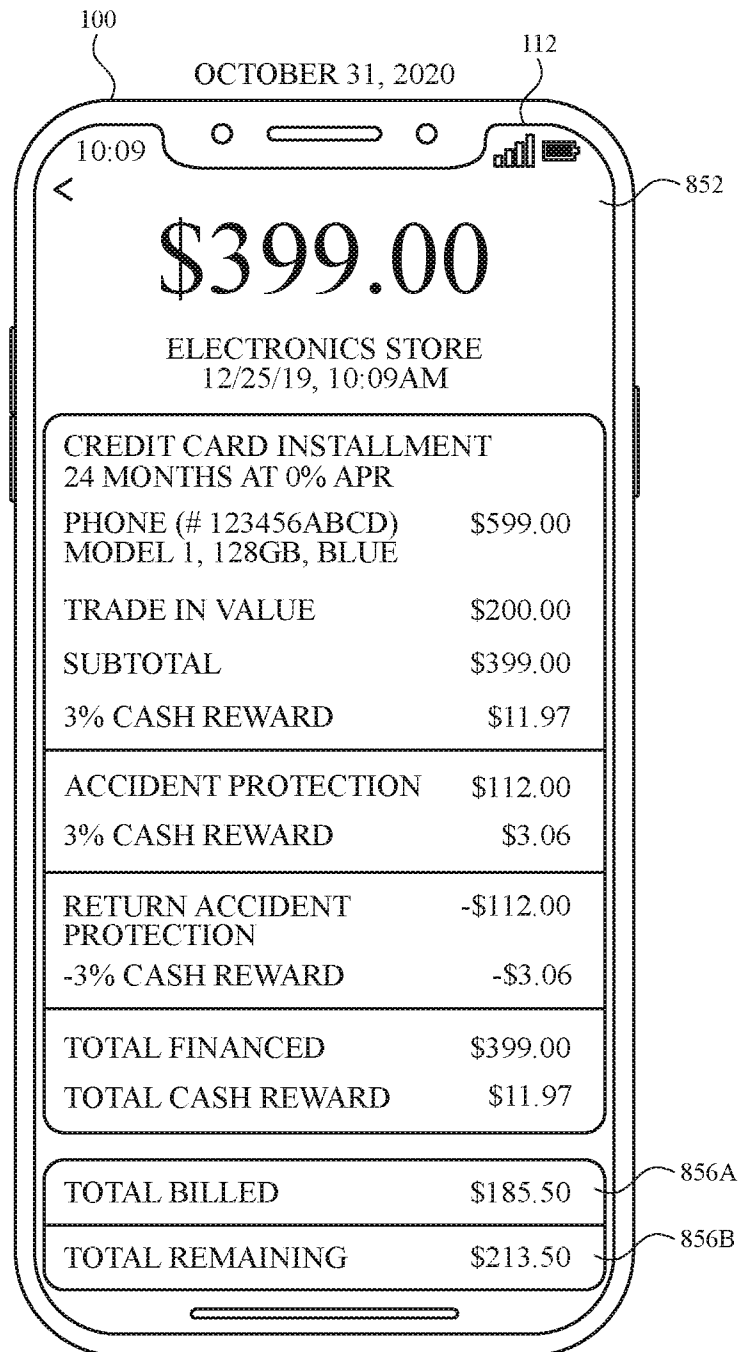 100
OCTOBER 31, 2020
112
10:09
<
852
$399.00
ELECTRONICS STORE
12/25/19, 10:09AM
CREDIT CARD INSTALLMENT
24 MONTHS AT 0% APR
PHONE (# 123456ABCD) $599.00
MODEL 1, 128GB, BLUE
TRADE IN VALUE $200.00
SUBTOTAL $399.00
3% CASH REWARD $11.97
ACCIDENT PROTECTION $112.00
3% CASH REWARD $3.06
RETURN ACCIDENT -$112.00
PROTECTION
-3% CASH REWARD -$3.06
TOTAL FINANCED $399.00
TOTAL CASH REWARD $11.97
TOTAL BILLED $185.50 856A
TOTAL REMAINING $213.50 856B